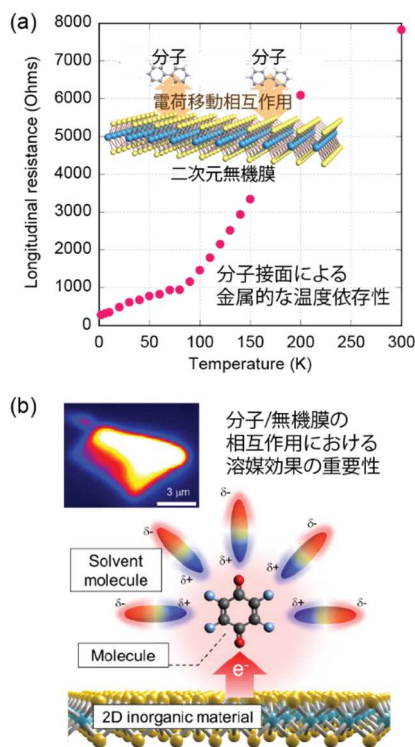 (a)
8000
7000
6000
5000
4000
3000
2000
1000
0
Longitudinal resistance (Ohms)
分子
分子
電荷移動相互作用
二次元無機膜
分子接面による
金属的な温度依存性
0
50
100
150
200
250
300
Temperature (K)
(b)
3 μm
分子/無機膜の
相互作用における
溶媒効果の重要性
δ-
δ-
δ-
δ+
δ+
δ+
Solvent
molecule
δ-
δ+
δ+
δ-
Molecule
e-
2D inorganic material